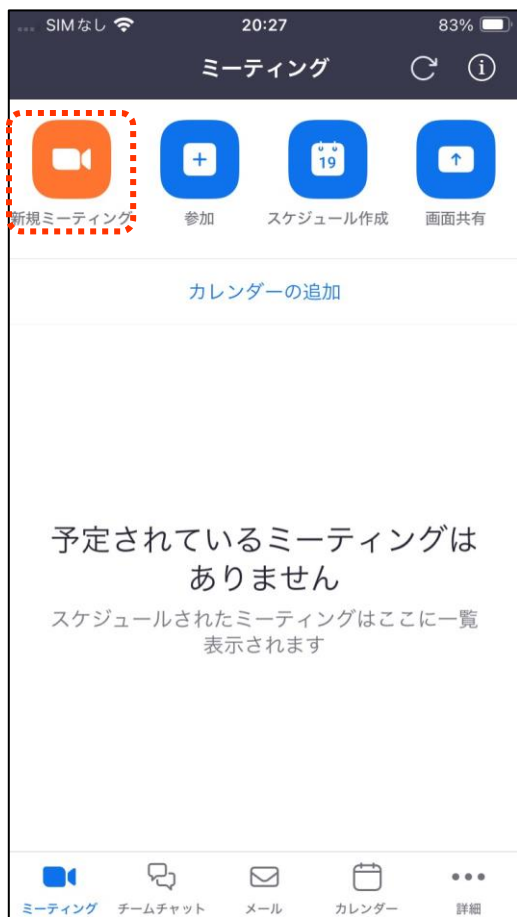 SIMなし 20:27 83%
ミーティング
19
新規ミーティング 参加 スケジュール作成 画面共有
カレンダーの追加
予定されているミーティングは
ありません
スケジュールされたミーティングはここに一覧
表示されます
ミーティング チームチャット メール カレンダー 詳細